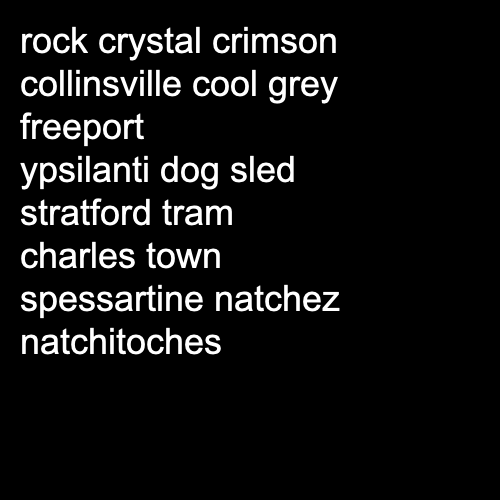 rock crystal crimson
collinsville cool grey
freeport
ypsilanti dog sled
stratford tram
charles town
spessartine natchez
natchitoches